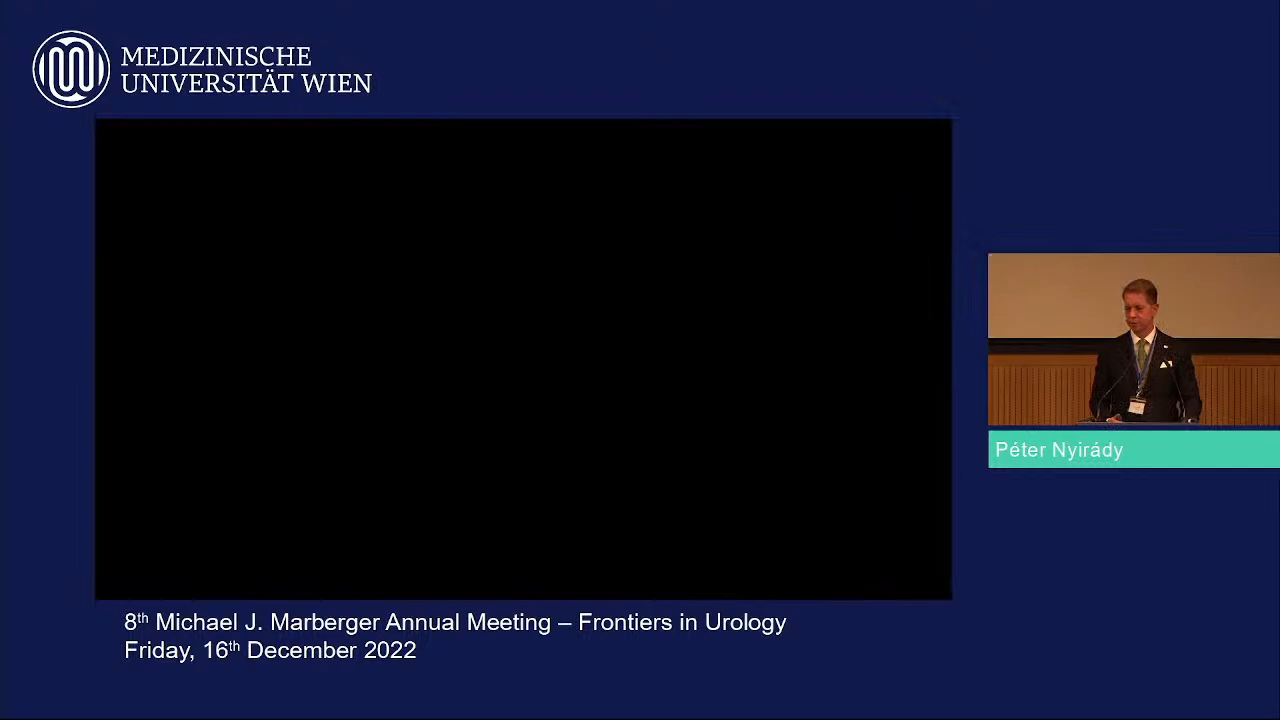 MEDIZINISCHE
UNIVERSITÄT WIEN
Péter Nyirády
8th Michael J. Marberger Annual Meeting – Frontiers in Urology
Friday, 16th December 2022